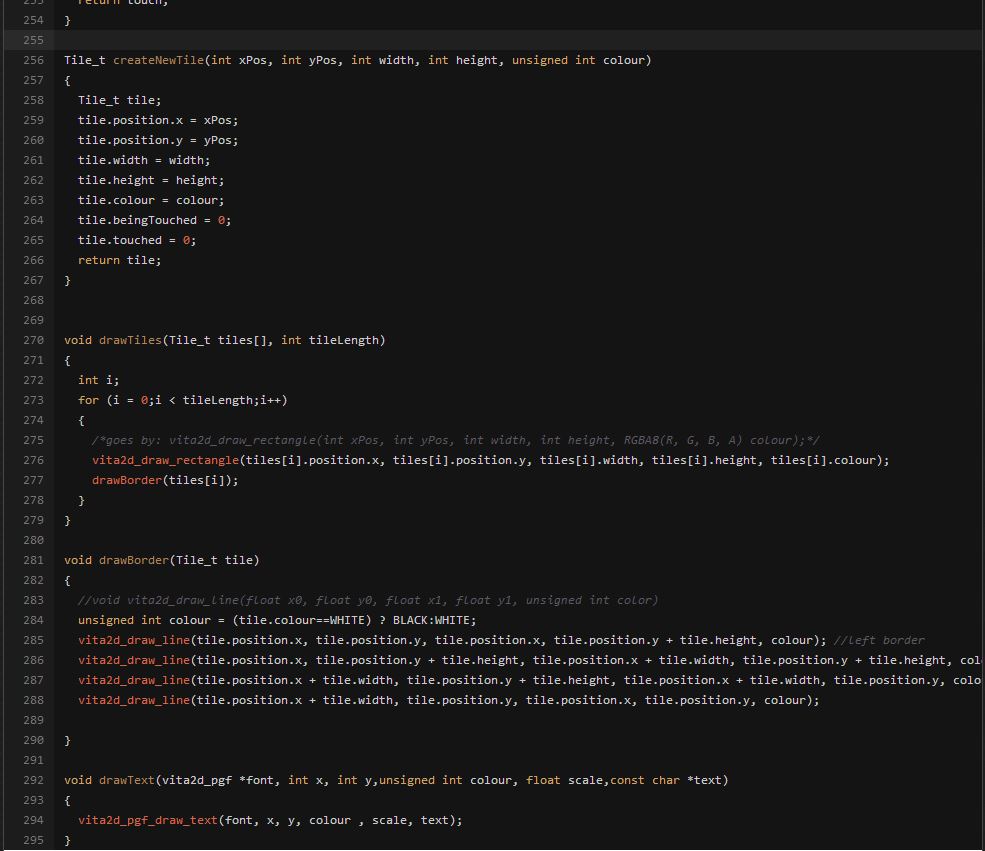 253 return touch;
254 }
255
256 Tile_t createNewTile(int xPos, int yPos, int width, int height, unsigned int colour)
257 {
258   Tile_t tile;
259   tile.position.x = xPos;
260   tile.position.y = yPos;
261   tile.width = width;
262   tile.height = height;
263   tile.colour = colour;
264   tile.beingTouched = 0;
265   tile.touched = 0;
266   return tile;
267 }
268
269
270 void drawTiles(Tile_t tiles[], int tileLength)
271 {
272   int i;
273   for (i = 0;i < tileLength;i++)
274   {
275     /*goes by: vita2d_draw_rectangle(int xPos, int yPos, int width, int height, RGBA8(R, G, B, A) colour);*/
276     vita2d_draw_rectangle(tiles[i].position.x, tiles[i].position.y, tiles[i].width, tiles[i].height, tiles[i].colour);
277     drawBorder(tiles[i]);
278   }
279 }
280
281 void drawBorder(Tile_t tile)
282 {
283   //void vita2d_draw_line(float x0, float y0, float x1, float y1, unsigned int color)
284   unsigned int colour = (tile.colour==WHITE) ? BLACK:WHITE;
285   vita2d_draw_line(tile.position.x, tile.position.y, tile.position.x, tile.position.y + tile.height, colour); //left border
286   vita2d_draw_line(tile.position.x, tile.position.y + tile.height, tile.position.x + tile.width, tile.position.y + tile.height, col
287   vita2d_draw_line(tile.position.x + tile.width, tile.position.y + tile.height, tile.position.x + tile.width, tile.position.y, colo
288   vita2d_draw_line(tile.position.x + tile.width, tile.position.y, tile.position.x, tile.position.y, colour);
289
290 }
291
292 void drawText(vita2d_pgf *font, int x, int y,unsigned int colour, float scale,const char *text)
293 {
294   vita2d_pgf_draw_text(font, x, y, colour , scale, text);
295 }